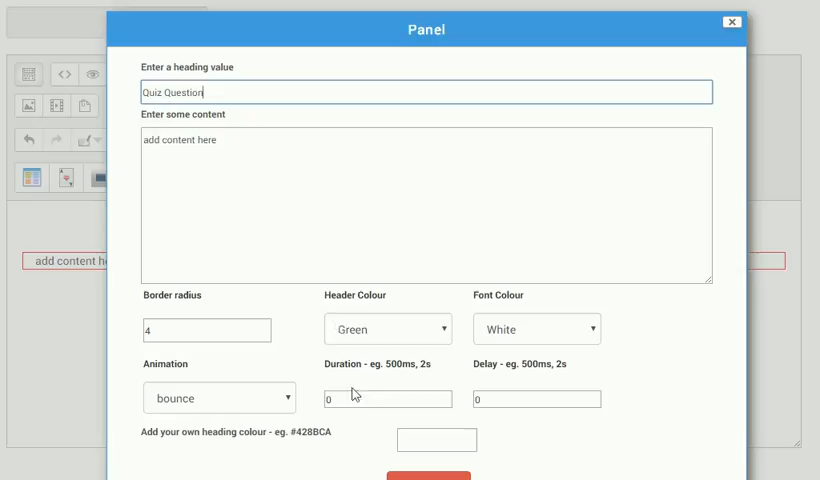 Panel
Enter a heading value
Quiz Question
Enter some content
add content here
add content he
Border radius Header Colour Font Colour
4 Green White
Animation Duration - eg. 500ms, 2s Delay - eg. 500ms, 2s
bounce 0 0
Add your own heading colour - eg. #428BCA